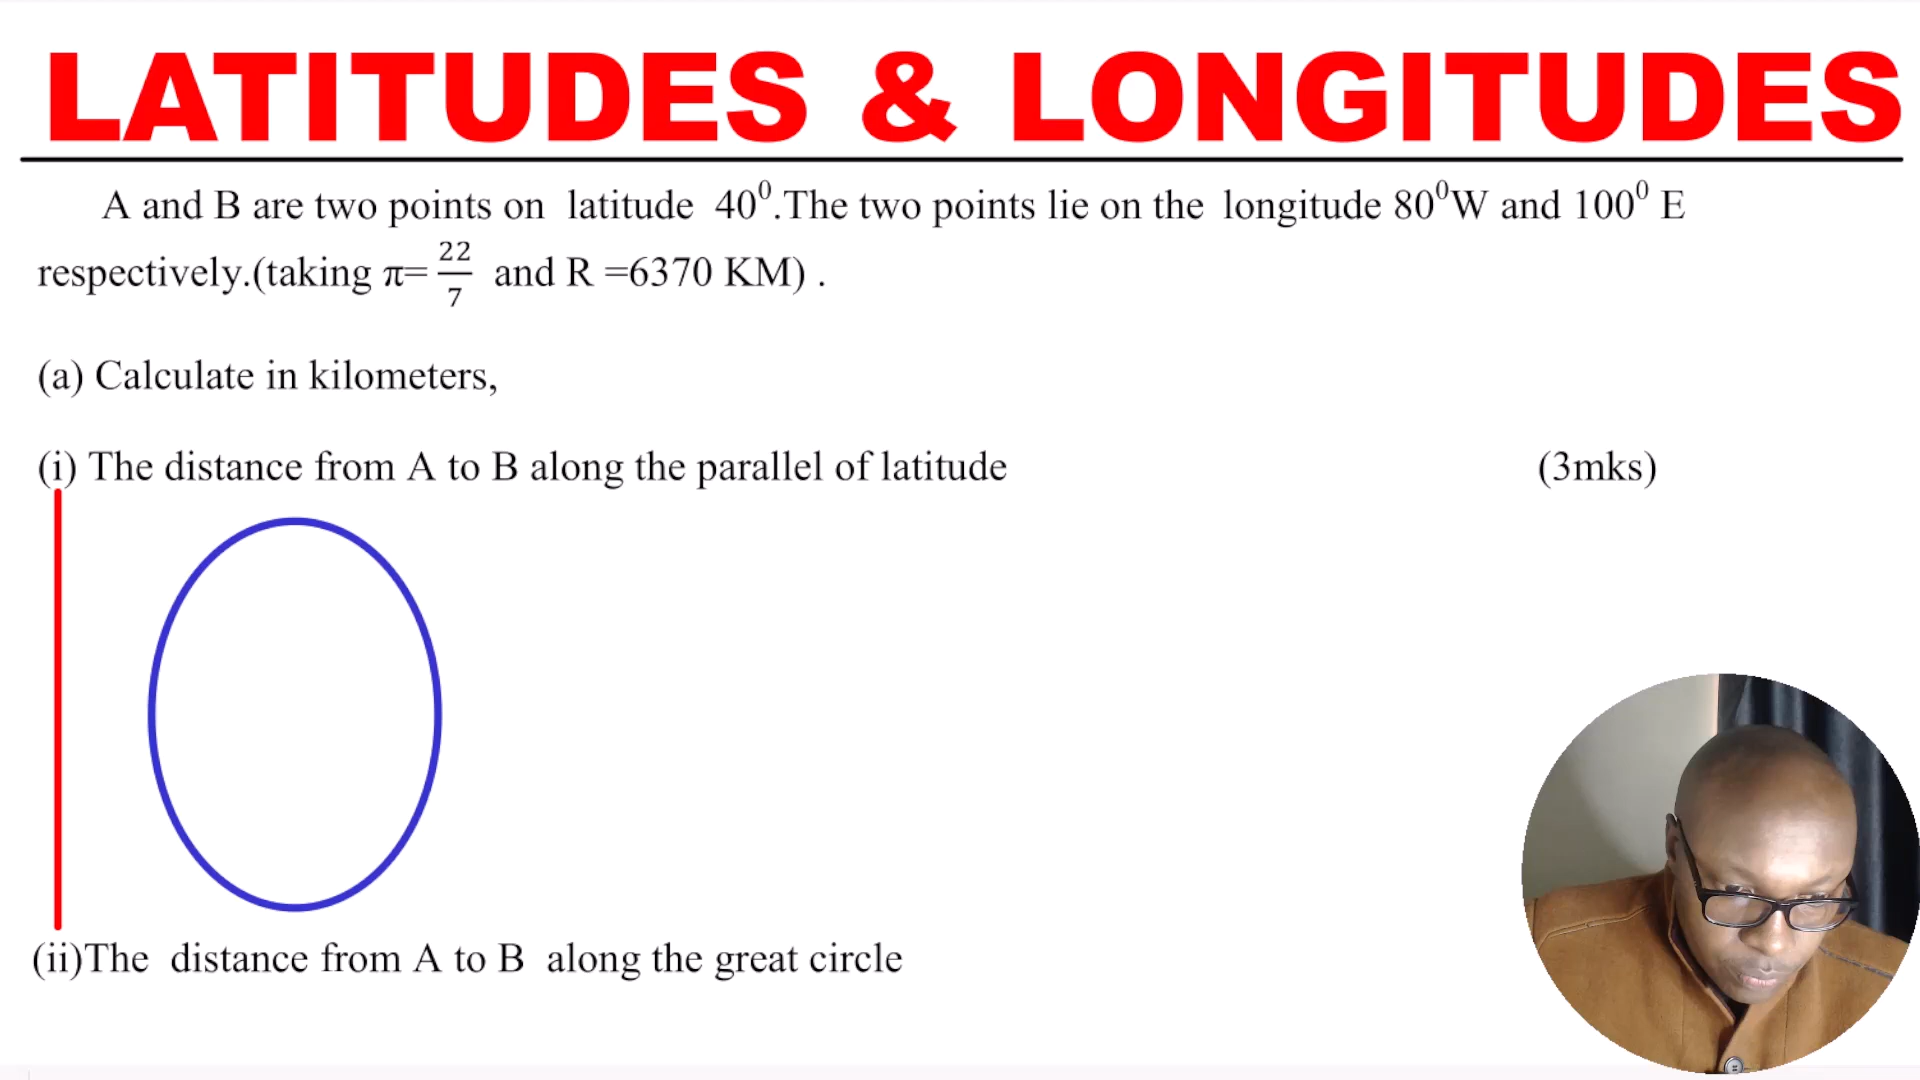 LATITUDES & LONGITUDES
A and B are two points on latitude 40⁰.The two points lie on the longitude 80⁰W and 100⁰ E
respectively.(taking π=22/7 and R =6370 KM) .
(a) Calculate in kilometers,
(i) The distance from A to B along the parallel of latitude (3mks)
(ii)The distance from A to B along the great circle